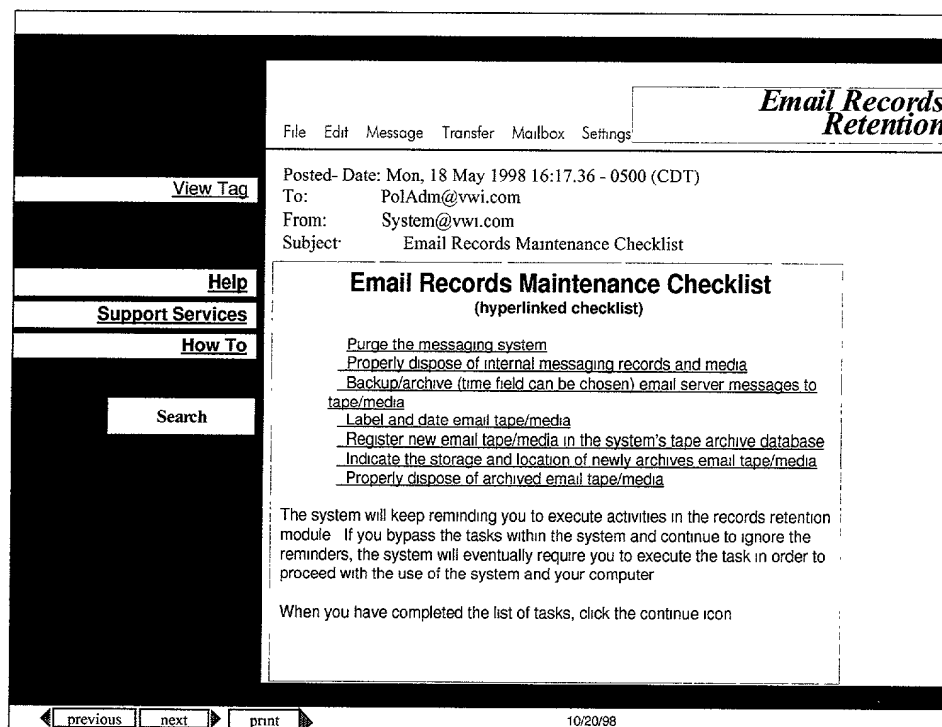 Email Records
Retention
File Edit Message Transfer Mailbox Settings
Posted- Date: Mon, 18 May 1998 16:17.36 - 0500 (CDT)
To: PolAdm@vwi.com
From: System@vwi.com
Subject: Email Records Maintenance Checklist
View Tag
Help
Support Services
How To
Search
Email Records Maintenance Checklist
(hyperlinked checklist)
Purge the messaging system
Properly dispose of internal messaging records and media
Backup/archive (time field can be chosen) email server messages to
tape/media
Label and date email tape/media
Register new email tape/media in the system's tape archive database
Indicate the storage and location of newly archives email tape/media
Properly dispose of archived email tape/media
The system will keep reminding you to execute activities in the records retention
module If you bypass the tasks within the system and continue to ignore the
reminders, the system will eventually require you to execute the task in order to
proceed with the use of the system and your computer
When you have completed the list of tasks, click the continue icon
previous next print 10/20/98